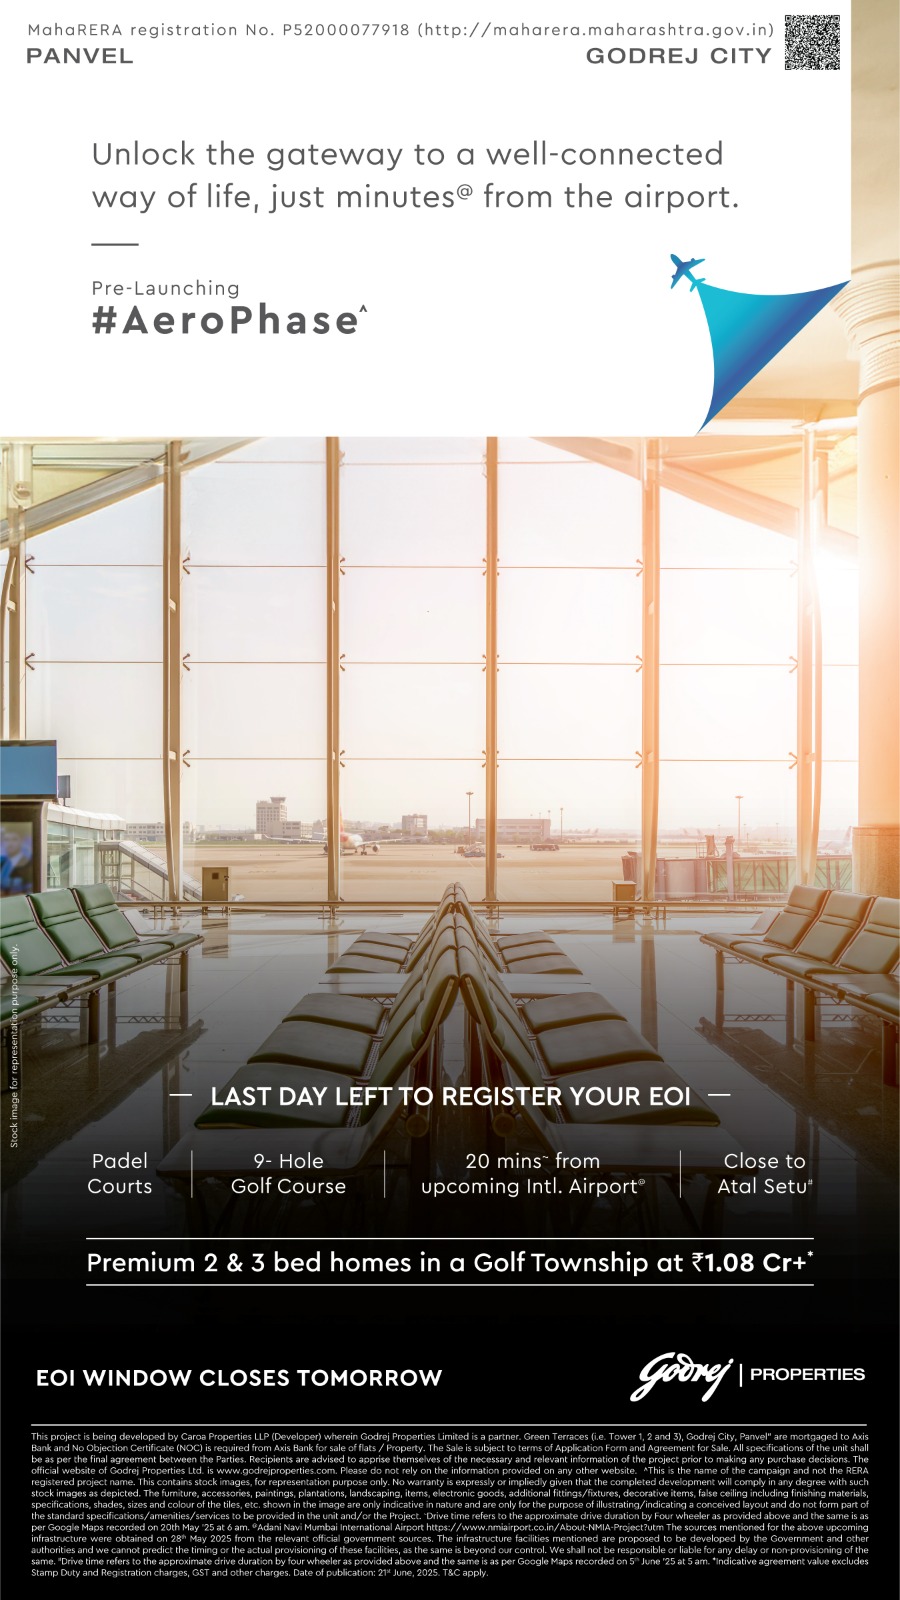 MahaRERA registration No. P52000077918 (http://maharera.maharashtra.gov.in)
PANVEL
GODREJ CITY
Unlock the gateway to a well-connected
way of life, just minutes@ from the airport.
Pre-Launching
#AeroPhase^
Stock image for representation purpose only.
LAST DAY LEFT TO REGISTER YOUR EOI
Padel
Courts
9- Hole
Golf Course
20 mins~ from
upcoming Intl. Airport@
Close to
Atal Setu#
Premium 2 & 3 bed homes in a Golf Township at ₹1.08 Cr+*
EOI WINDOW CLOSES TOMORROW
Godrej | PROPERTIES
This project is being developed by Caroa Properties LLP (Developer) wherein Godrej Properties Limited is a partner. Green Terraces (i.e. Tower 1, 2 and 3), Godrej City, Panvel" are mortgaged to Axis
Bank and No Objection Certificate (NOC) is required from Axis Bank for sale of flats / Property. The Sale is subject to terms of Application Form and Agreement for Sale. All specifications of the unit shall
be as per the final agreement between the Parties. Recipients are advised to apprise themselves of the necessary and relevant information of the project prior to making any purchase decisions. The
official website of Godrej Properties Ltd. is www.godrejproperties.com. Please do not rely on the information provided on any other website. ^This is the name of the campaign and not the RERA
registered project name. This contains stock images, for representation purpose only. No warranty is expressly or impliedly given that the completed development will comply in any degree with such
stock images as depicted. The furniture, accessories, paintings, plantations, landscaping, items, electronic goods, additional fittings/fixtures, decorative items, false ceiling including finishing materials,
specifications, shades, sizes and colour of the tiles, etc. shown in the image are only indicative in nature and are only for the purpose of illustrating/indicating a conceived layout and do not form part of
the standard specifications/amenities/services to be provided in the unit and/or the Project. ~Drive time refers to the approximate drive duration by Four wheeler as provided above and the same is as
per Google Maps recorded on 20th May '25 at 6 am. @Adani Navi Mumbai International Airport https://www.nmiairport.co.in/About-NMIA-Project?utm The sources mentioned for the above upcoming
infrastructure were obtained on 28th May 2025 from the relevant official government sources. The infrastructure facilities mentioned are proposed to be developed by the Government and other
authorities and we cannot predict the timing or the actual provisioning of these facilities, as the same is beyond our control. We shall not be responsible or liable for any delay or non-provisioning of the
same. #Drive time refers to the approximate drive duration by four wheeler as provided above and the same is as per Google Maps recorded on 5th June '25 at 5 am. *Indicative agreement value excludes
Stamp Duty and Registration charges, GST and other charges. Date of publication: 21st June, 2025. T&C apply.